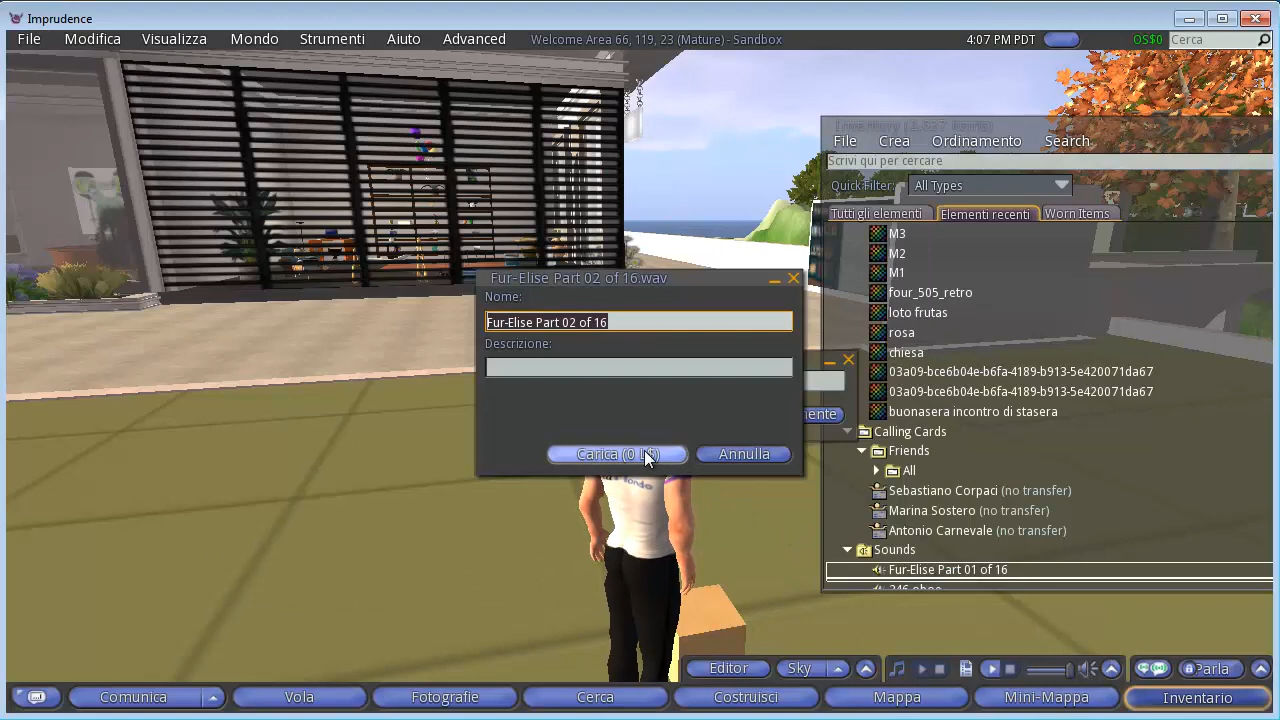 Imprudence
File Modifica Visualizza Mondo Strumenti Aiuto Advanced Welcome Area 66, 119, 23 (Mature) - Sandbox 4:07 PM PDT OS$0 Cerca
File Crea Ordinamento Search
Scrivi qui per cercare
Quick Filter: All Types
Tutti gli elementi Elementi recenti Worn Items
M3
M2
M1
four_505_retro
loto frutas
rosa
chiesa
03a09-bce6b04e-b6fa-4189-b913-5e420071da67
03a09-bce6b04e-b6fa-4189-b913-5e420071da67
buonasera incontro di stasera
Calling Cards
Friends
All
Sebastiano Corpaci (no transfer)
Marina Sostero (no transfer)
Antonio Carnevale (no transfer)
Sounds
Fur-Elise Part 01 of 16
Fur-Elise Part 02 of 16.wav
Nome:
Fur-Elise Part 02 of 16
Descrizione:
Carica (0 Annulla
Editor Sky Parla
Comunica Vola Fotografie Cerca Costruisci Mappa Mini-Mappa Inventario